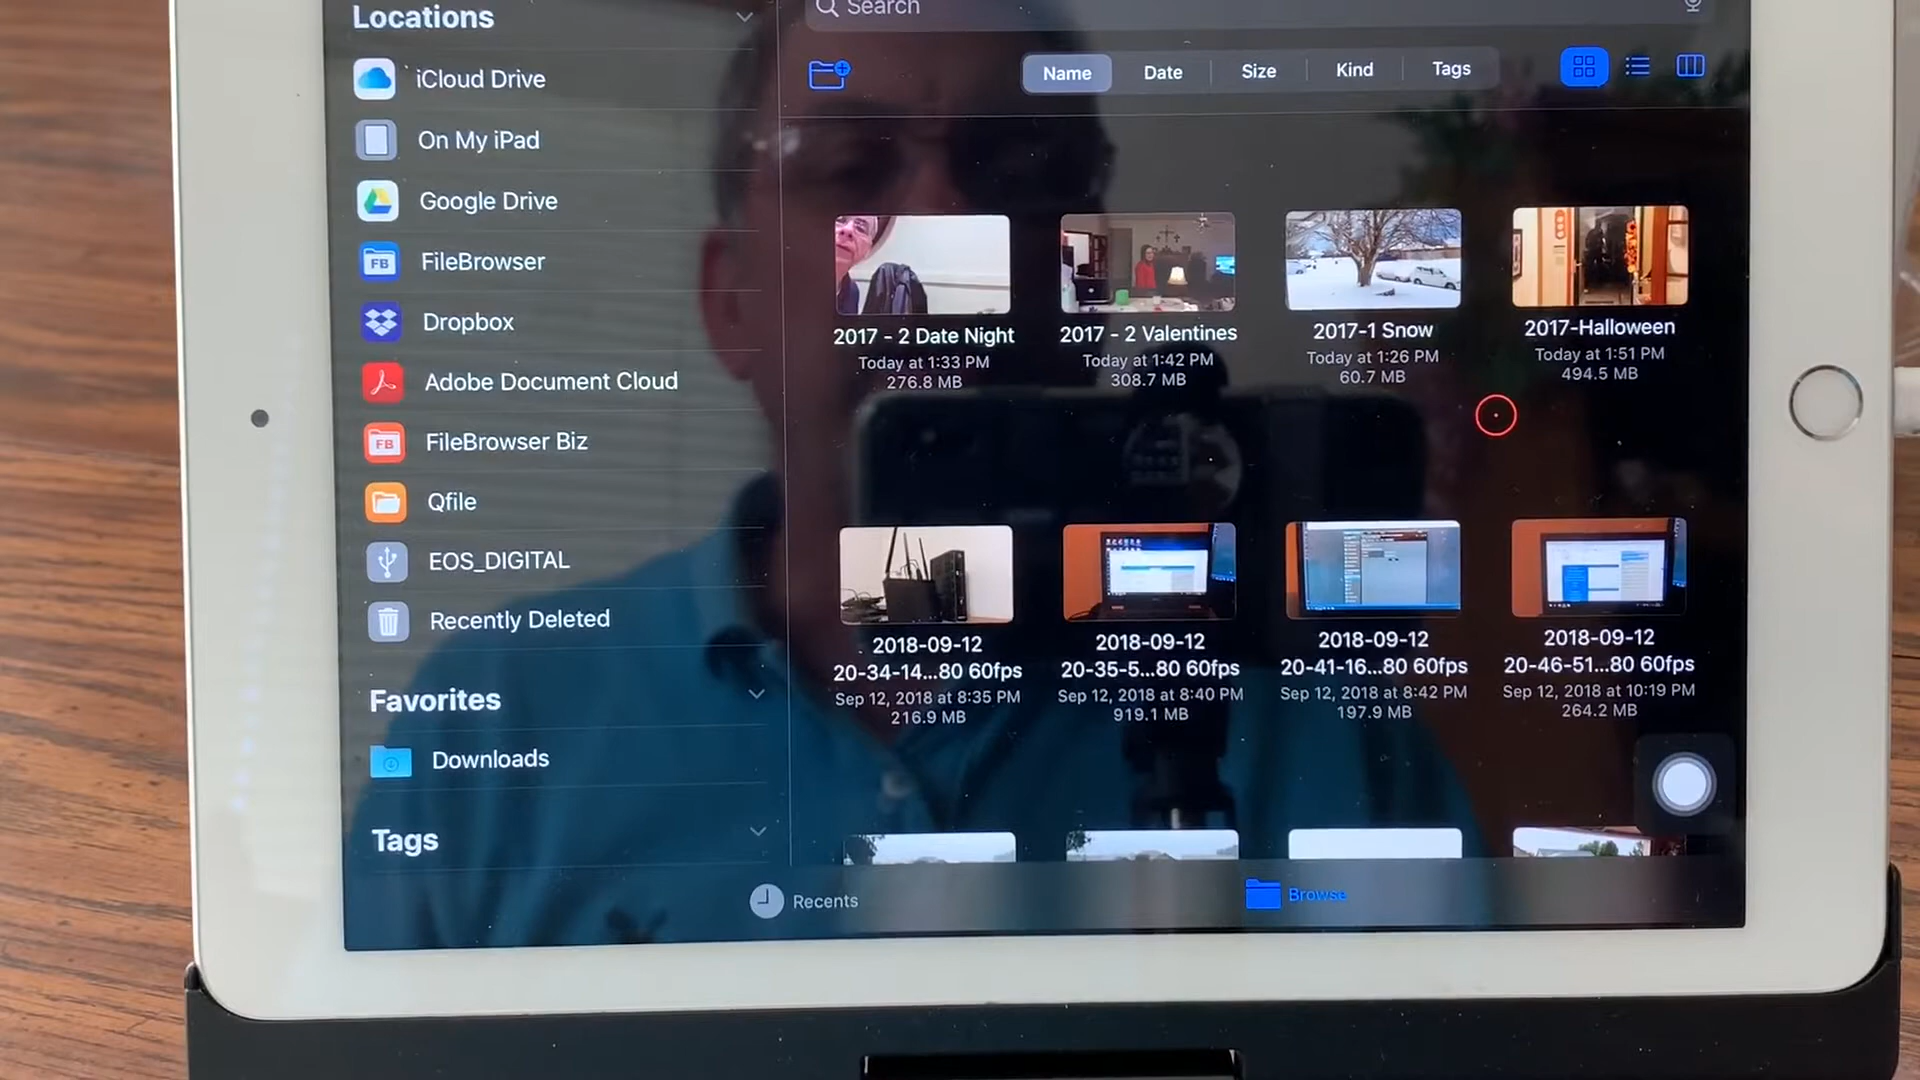 Locations
iCloud Drive
On My iPad
Google Drive
FB FileBrowser
Dropbox
Adobe Document Cloud
FB FileBrowser Biz
Qfile
EOS_DIGITAL
Recently Deleted
Favorites
Downloads
Tags
Search
Name Date Size Kind Tags
2017 - 2 Date Night
Today at 1:33 PM
276.8 MB
2017 - 2 Valentines
Today at 1:42 PM
308.7 MB
2017-1 Snow
Today at 1:26 PM
60.7 MB
2017-Halloween
Today at 1:51 PM
494.5 MB
2018-09-12
20-34-14...80 60fps
Sep 12, 2018 at 8:35 PM
216.9 MB
2018-09-12
20-35-5...80 60fps
Sep 12, 2018 at 8:40 PM
919.1 MB
2018-09-12
20-41-16...80 60fps
Sep 12, 2018 at 8:42 PM
197.9 MB
2018-09-12
20-46-51...80 60fps
Sep 12, 2018 at 10:19 PM
264.2 MB
Recents
Browse